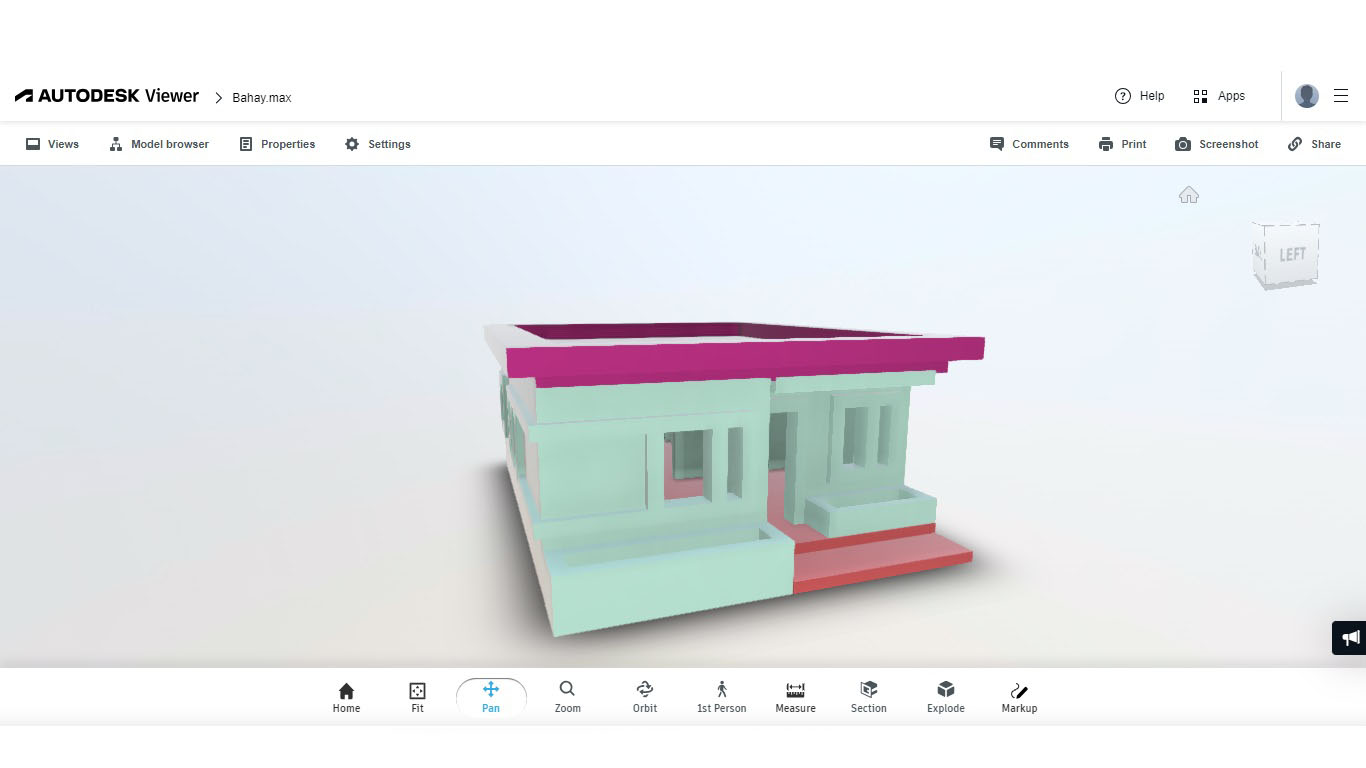 AUTODESK Viewer > Bahay.max
Help
Apps
Views
Model browser
Properties
Settings
Comments
Print
Screenshot
Share
LEFT
Home
Fit
Pan
Zoom
Orbit
1st Person
Measure
Section
Explode
Markup